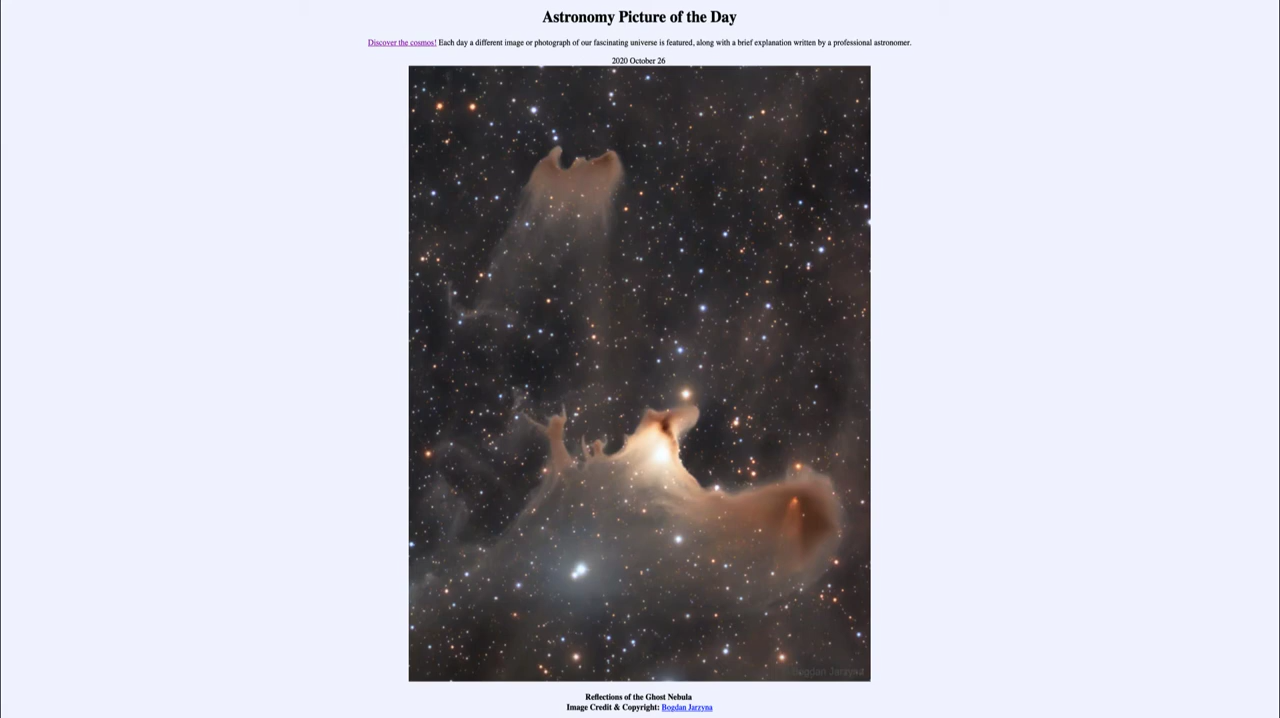 Astronomy Picture of the Day
Discover the cosmos! Each day a different image or photograph of our fascinating universe is featured, along with a brief explanation written by a professional astronomer.
2020 October 26
Bogdan Jarzyna
Reflections of the Ghost Nebula
Image Credit & Copyright: Bogdan Jarzyna